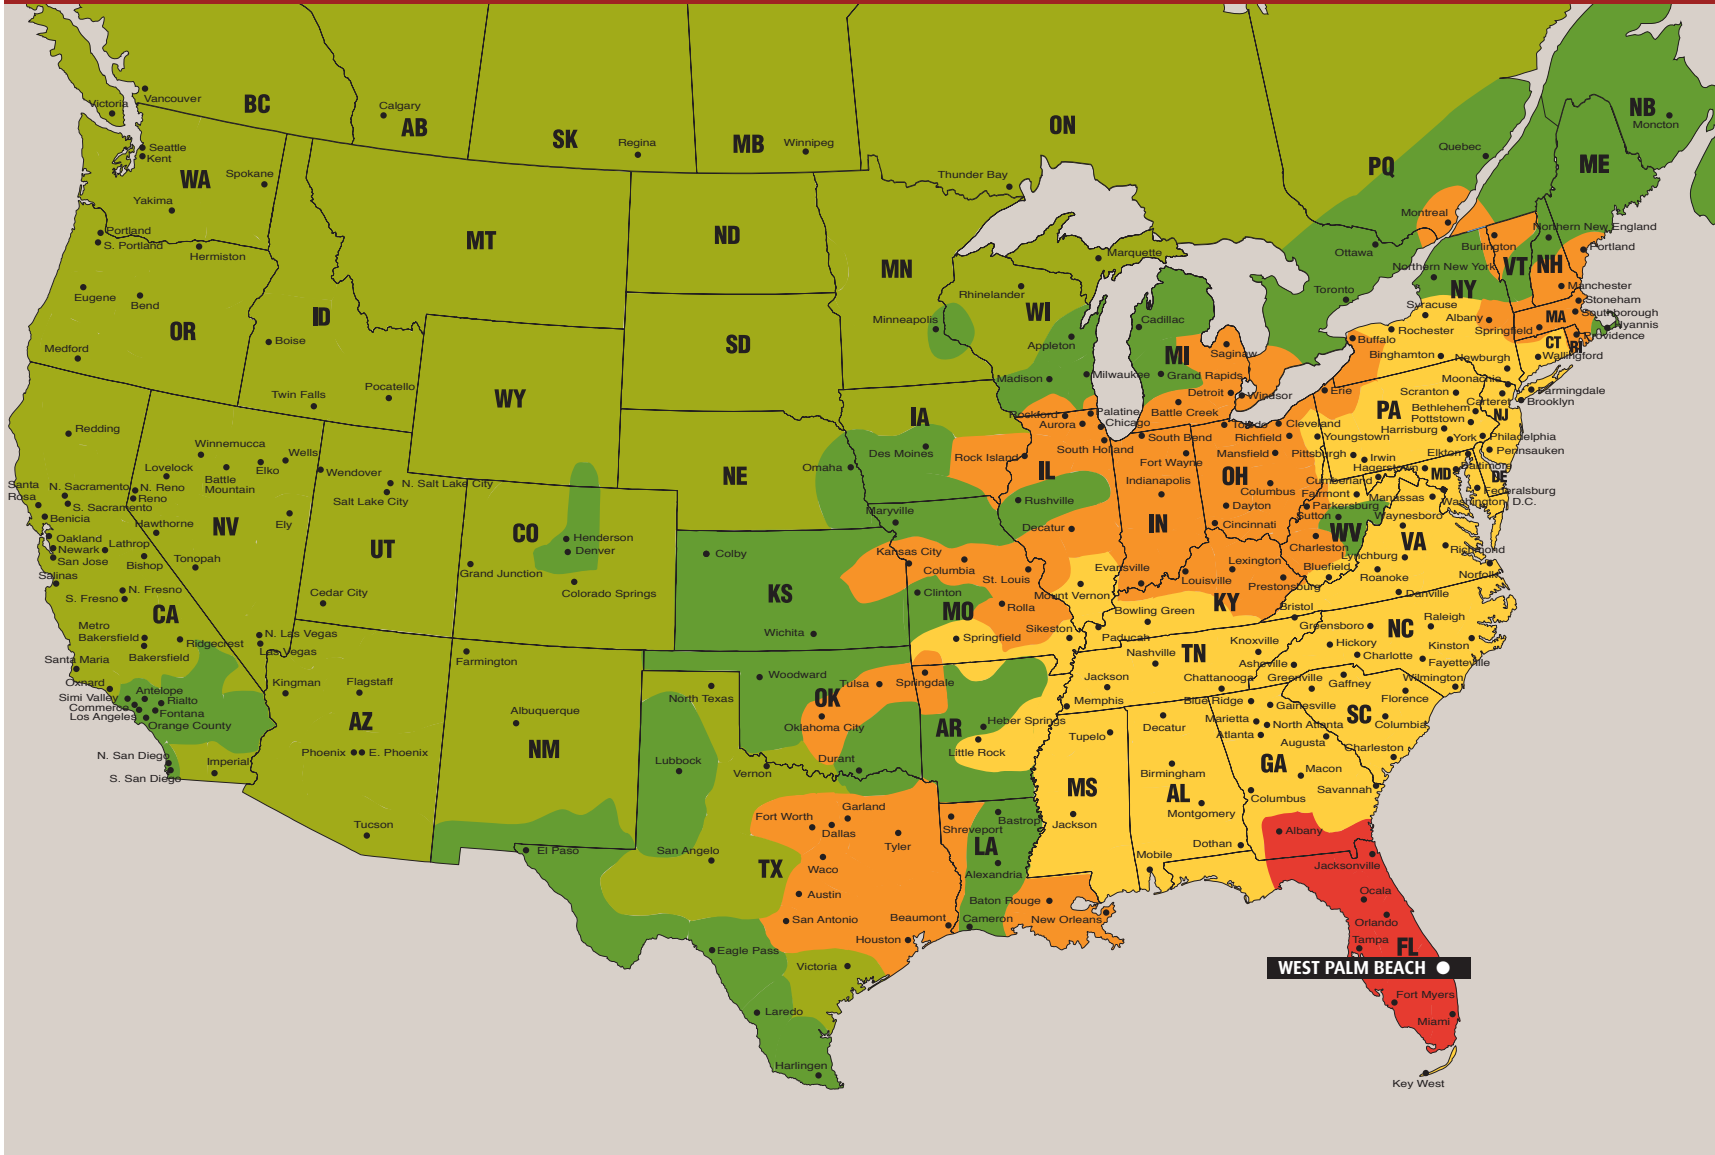 BC
AB
SK
MB
ON
PQ
NB
ME
Victoria
Vancouver
Calgary
Regina
Winnipeg
Thunder Bay
Quebec
Moncton
Montreal
Ottawa
Toronto
Seattle
Kent
WA
Spokane
Yakima
Portland
S. Portland
Hermiston
Eugene
Bend
OR
Medford
ID
Boise
Twin Falls
Pocatello
MT
WY
ND
SD
NE
Omaha
MN
Minneapolis
WI
Rhinelander
Marquette
Appleton
Madison
Milwaukee
MI
Cadillac
Saginaw
Grand Rapids
Detroit
Windsor
Battle Creek
IA
Des Moines
Rock Island
Rockford
Aurora
Palatine
Chicago
South Holland
IL
Rushville
Decatur
Mount Vernon
South Bend
Fort Wayne
Indianapolis
IN
Evansville
Toledo
Cleveland
Richfield
Mansfield
OH
Columbus
Dayton
Cincinnati
Lexington
Louisville
Prestonsburg
KY
Bowling Green
Paducah
Northern New England
Portland
Burlington
VT
NH
Northern New York
NY
Manchester
Stoneham
Southborough
Hyannis
Providence
MA
Springfield
CT
RI
Wallingford
Syracuse
Albany
Rochester
Buffalo
Binghamton
Newburgh
Moonachie
Farmingdale
Brooklyn
Carteret
NJ
Erie
PA
Scranton
Bethlehem
Pottstown
Harrisburg
York
Philadelphia
Pennsauken
Youngstown
Pittsburgh
Irwin
Hagerstown
Elkton
Baltimore
MD
DE
Cumberland
Federalsburg
Washington, D.C.
Fairmont
Manassas
Parkersburg
Sutton
WV
Charleston
Waynesboro
VA
Richmond
Lynchburg
Bluefield
Roanoke
Norfolk
Danville
Redding
Winnemucca
Wells
Lovelock
Elko
Battle
Mountain
Wendover
N. Salt Lake City
Salt Lake City
Santa
Rosa
N. Sacramento
S. Sacramento
N. Reno
Reno
Benicia
Hawthorne
NV
Ely
Oakland
Lathrop
Newark
San Jose
Bishop
Tonopah
Salinas
N. Fresno
S. Fresno
CA
Metro
Bakersfield
Bakersfield
Ridgecrest
N. Las Vegas
Las Vegas
Santa Maria
Oxnard
Antelope
Simi Valley
Rialto
Commerce
Fontana
Los Angeles
Orange County
N. San Diego
S. San Diego
Imperial
UT
Cedar City
CO
Henderson
Denver
Grand Junction
Colorado Springs
Kingman
Flagstaff
AZ
Phoenix
E. Phoenix
Tucson
Farmington
Albuquerque
NM
Colby
KS
Wichita
Maryville
Kansas City
Columbia
St. Louis
Clinton
MO
Rolla
Sikeston
Springfield
Woodward
OK
Tulsa
Oklahoma City
Durant
Springdale
AR
Heber Springs
Little Rock
North Texas
Lubbock
Vernon
El Paso
San Angelo
TX
Fort Worth
Garland
Dallas
Tyler
Waco
Austin
San Antonio
Beaumont
Houston
Eagle Pass
Victoria
Laredo
Harlingen
Shreveport
Bastrop
LA
Alexandria
Baton Rouge
Cameron
New Orleans
Bristol
Greensboro
Raleigh
NC
Hickory
Kinston
Charlotte
Fayetteville
Wilmington
Knoxville
TN
Nashville
Asheville
Jackson
Chattanooga
Memphis
Greenville
Gaffney
Florence
SC
Columbia
Charleston
Tupelo
MS
Jackson
Decatur
Birmingham
AL
Montgomery
Dothan
Mobile
Blue Ridge
Gainesville
Marietta
North Atlanta
Atlanta
Augusta
GA
Macon
Columbus
Savannah
Albany
Jacksonville
Ocala
Orlando
Tampa
FL
WEST PALM BEACH
Fort Myers
Miami
Key West